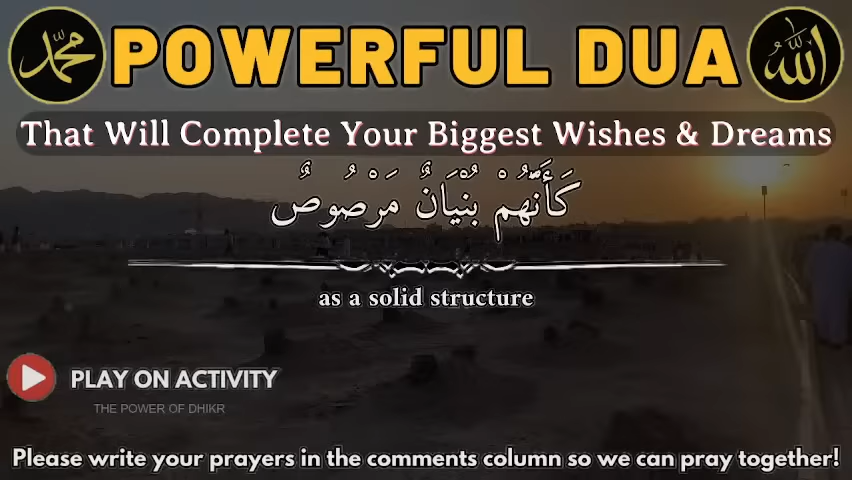 محمد
POWERFUL DUA
الله
That Will Complete Your Biggest Wishes & Dreams
كَأَنَّهُمْ بُنْيَانٌ مَرْصُوصٌ
as a solid structure
PLAY ON ACTIVITY
THE POWER OF DHIKR
Please write your prayers in the comments column so we can pray together!